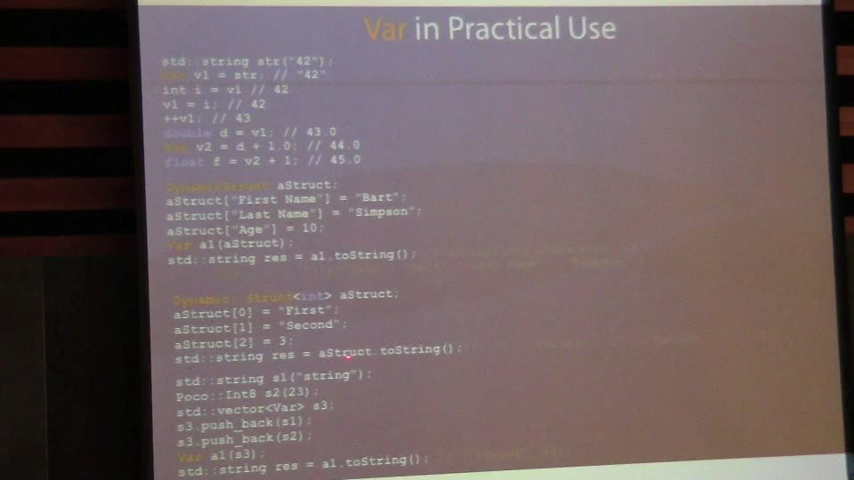 Var in Practical Use
std::string str("42");
Var v1 = str; // "42"
int i = v1 // 42
v1 = i; // 42
++v1; // 43
double d = v1; // 43.0
Var v2 = d + 1.0; // 44.0
float f = v2 + 1; // 45.0
DynamicStruct aStruct;
aStruct["First Name"] = "Bart";
aStruct["Last Name"] = "Simpson";
aStruct["Age"] = 10;
Var a1(aStruct);
std::string res = a1.toString();
Dynamic::Struct<int> aStruct;
aStruct[0] = "First";
aStruct[1] = "Second";
aStruct[2] = 3;
std::string res = aStruct.toString();
std::string s1("string");
Poco::Int8 s2(23);
std::vector<Var> s3;
s3.push_back(s1);
s3.push_back(s2);
Var a1(s3);
std::string res = a1.toString();